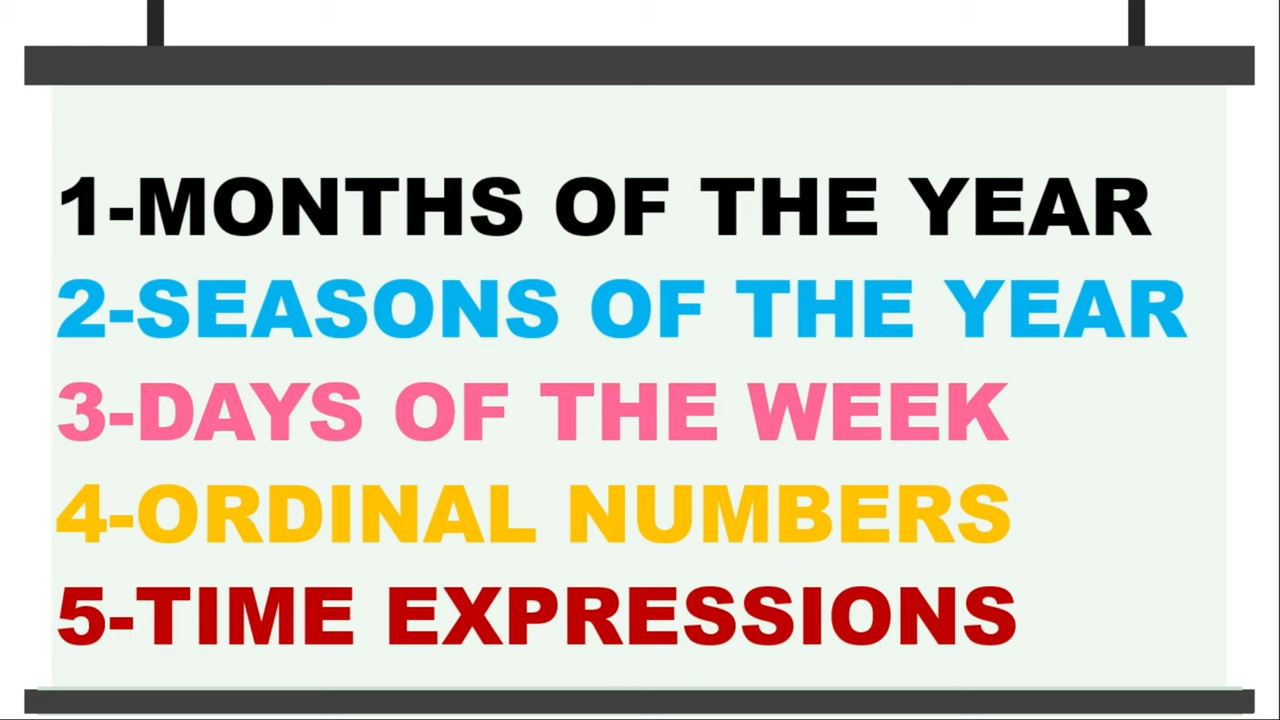 1-MONTHS OF THE YEAR
2-SEASONS OF THE YEAR
3-DAYS OF THE WEEK
4-ORDINAL NUMBERS
5-TIME EXPRESSIONS